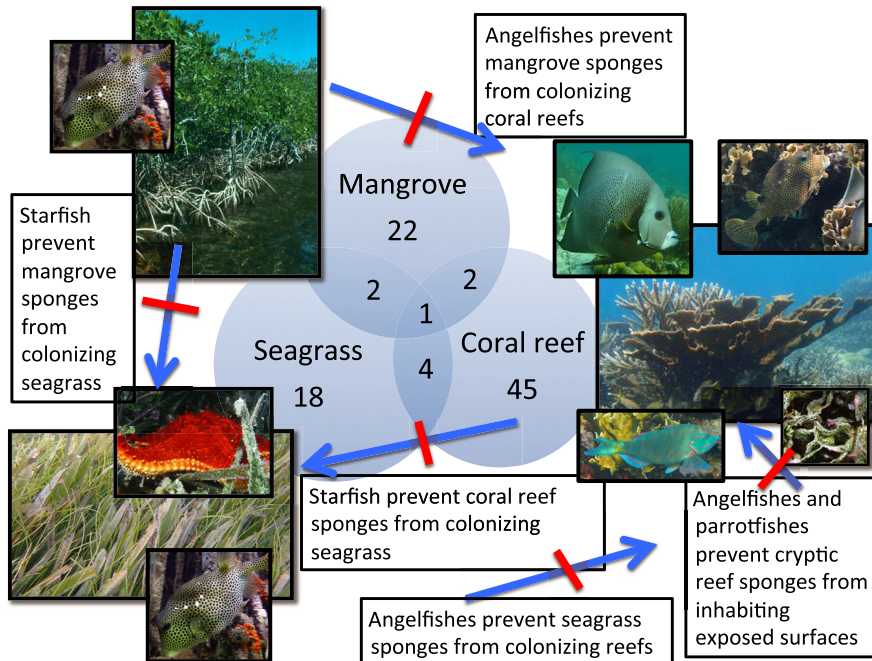 Angelfishes prevent
mangrove sponges
from colonizing
coral reefs
Mangrove
22
Starfish
prevent
mangrove
sponges
from
colonizing
seagrass
2
2
1
Seagrass
18
4
Coral reef
45
Starfish prevent coral reef
sponges from colonizing
seagrass
Angelfishes and
parrotfishes
prevent cryptic
reef sponges from
inhabiting
exposed surfaces
Angelfishes prevent seagrass
sponges from colonizing reefs